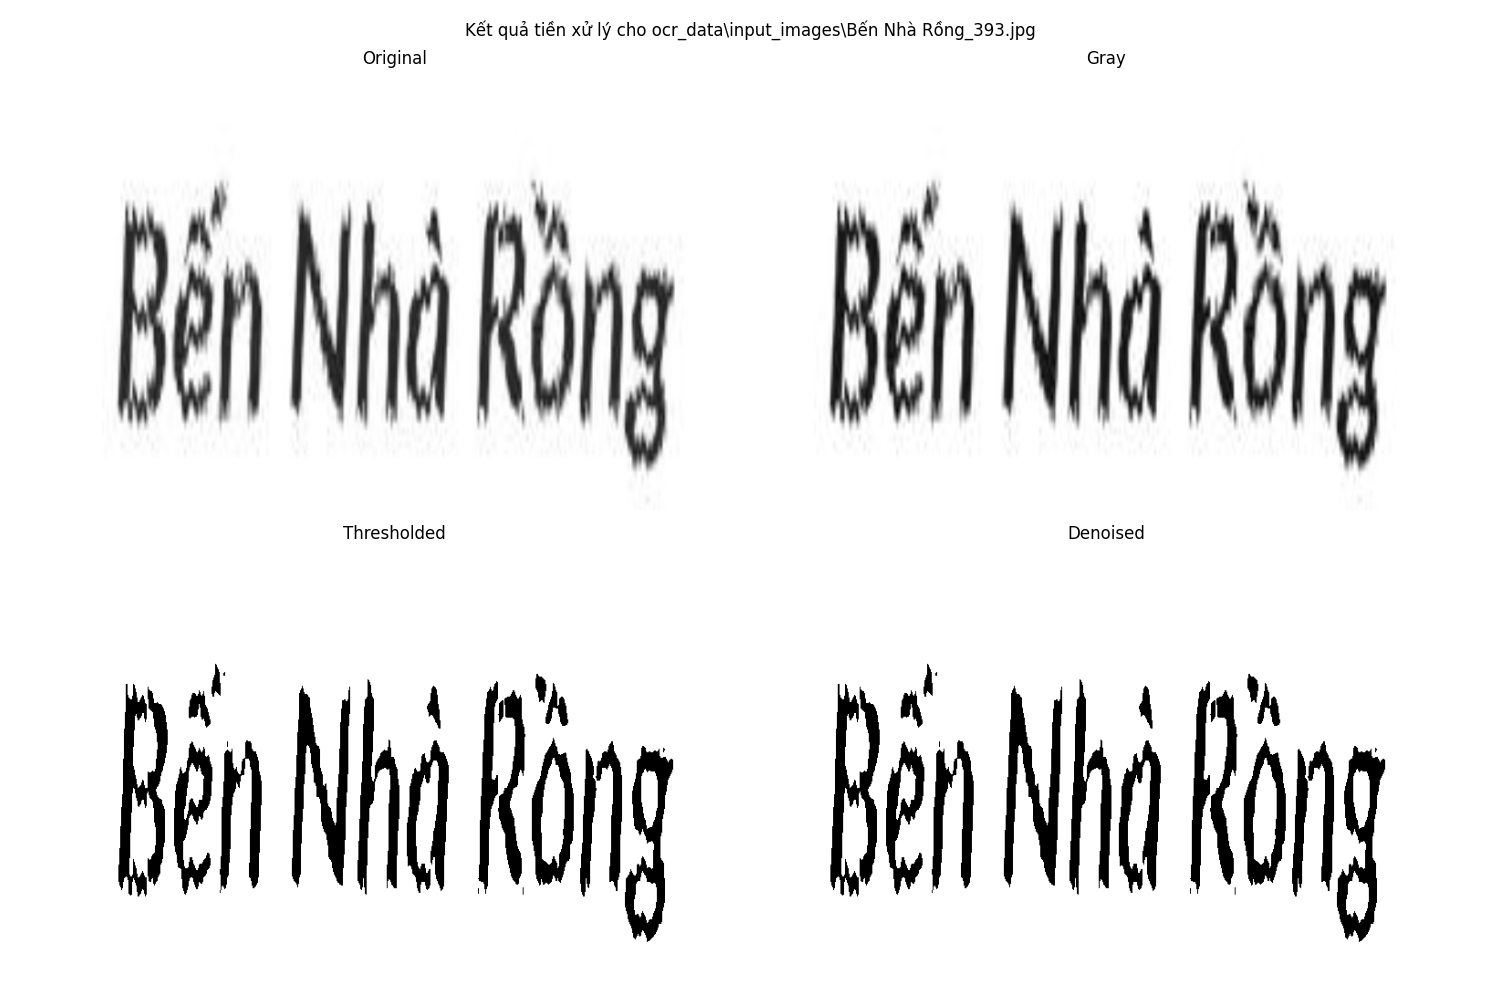 Kết quả tiền xử lý cho ocr_data\input_images\Bến Nhà Rồng_393.jpg
Original
Gray
Bến Nhà Rồng
Bến Nhà Rồng
Thresholded
Denoised
Bến Nhà Rồng
Bến Nhà Rồng